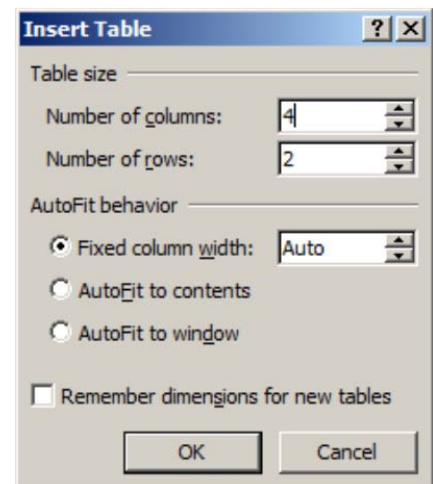 Insert Table
Table size
Number of columns: 4
Number of rows: 2
AutoFit behavior
Fixed column width: Auto
AutoFit to contents
AutoFit to window
Remember dimensions for new tables
OK Cancel